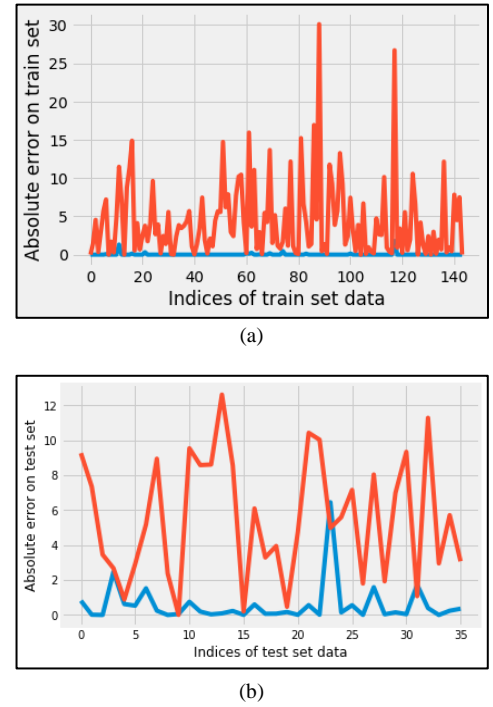 Absolute error on train set
30
25
20
15
10
5
0
0 20 40 60 80 100 120 140
Indices of train set data
(a)
Absolute error on test set
12
10
8
6
4
2
0
0 5 10 15 20 25 30 35
Indices of test set data
(b)